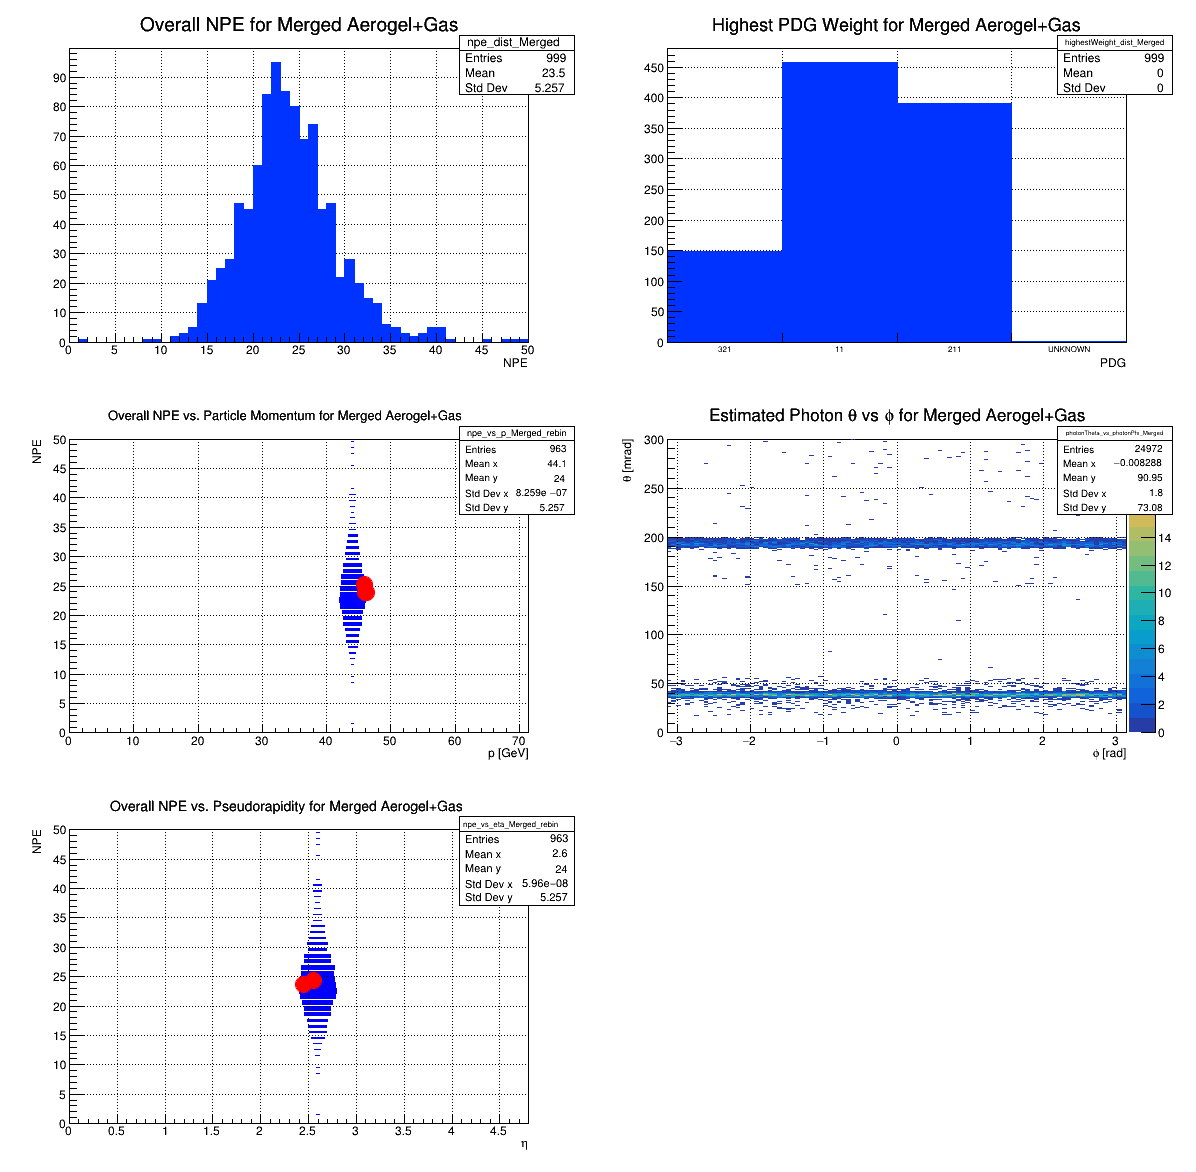 Overall NPE for Merged Aerogel+Gas
npe_dist_Merged
Entries 999
Mean 23.5
Std Dev 5.257
90
80
70
60
50
40
30
20
10
0
0 5 10 15 20 25 30 35 40 45 50
NPE
Highest PDG Weight for Merged Aerogel+Gas
highestWeight_dist_Merged
Entries 999
Mean 0
Std Dev 0
450
400
350
300
250
200
150
100
50
0
321 11 211 UNKNOWN
PDG
Overall NPE vs. Particle Momentum for Merged Aerogel+Gas
npe_vs_p_Merged_rebin
Entries 963
Mean x 44.1
Mean y 24
Std Dev x 8.259e −07
Std Dev y 5.257
NPE
50
45
40
35
30
25
20
15
10
5
0
0 10 20 30 40 50 60 70
p [GeV]
Estimated Photon θ vs ϕ for Merged Aerogel+Gas
photonTheta_vs_photonPhi_Merged
Entries 24972
Mean x −0.008288
Mean y 90.95
Std Dev x 1.8
Std Dev y 73.08
θ [mrad]
300
250
200
150
100
50
0
−3 −2 −1 0 1 2 3
ϕ [rad]
14
12
10
8
6
4
2
0
Overall NPE vs. Pseudorapidity for Merged Aerogel+Gas
npe_vs_eta_Merged_rebin
Entries 963
Mean x 2.6
Mean y 24
Std Dev x 5.96e−08
Std Dev y 5.257
NPE
50
45
40
35
30
25
20
15
10
5
0
0 0.5 1 1.5 2 2.5 3 3.5 4 4.5
η